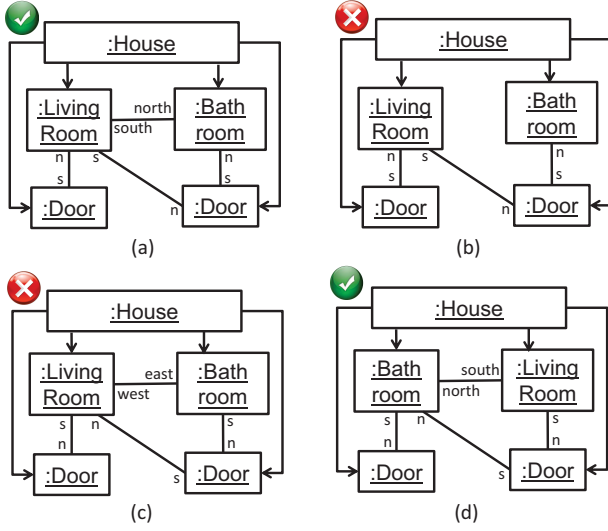 :House
:Living
Room
north
south
:Bath
room
n
s
n
s
s
n
:Door
:Door
(a)
:House
:Living
Room
:Bath
room
n
s
n
s
s
n
:Door
:Door
(b)
:House
:Living
Room
east
west
:Bath
room
s
n
s
n
n
s
:Door
:Door
(c)
:House
:Bath
room
south
north
:Living
Room
s
n
s
n
n
s
:Door
:Door
(d)